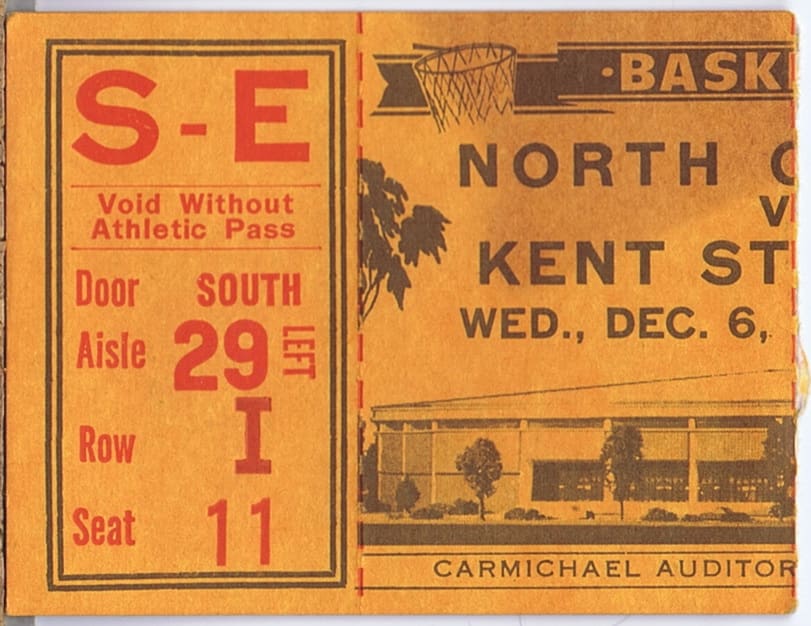 S-E
Void Without
Athletic Pass
Door SOUTH
Aisle 29 LEFT
Row I
Seat 11
·BASK
NORTH C
V
KENT ST
WED., DEC. 6,
CARMICHAEL AUDITOR